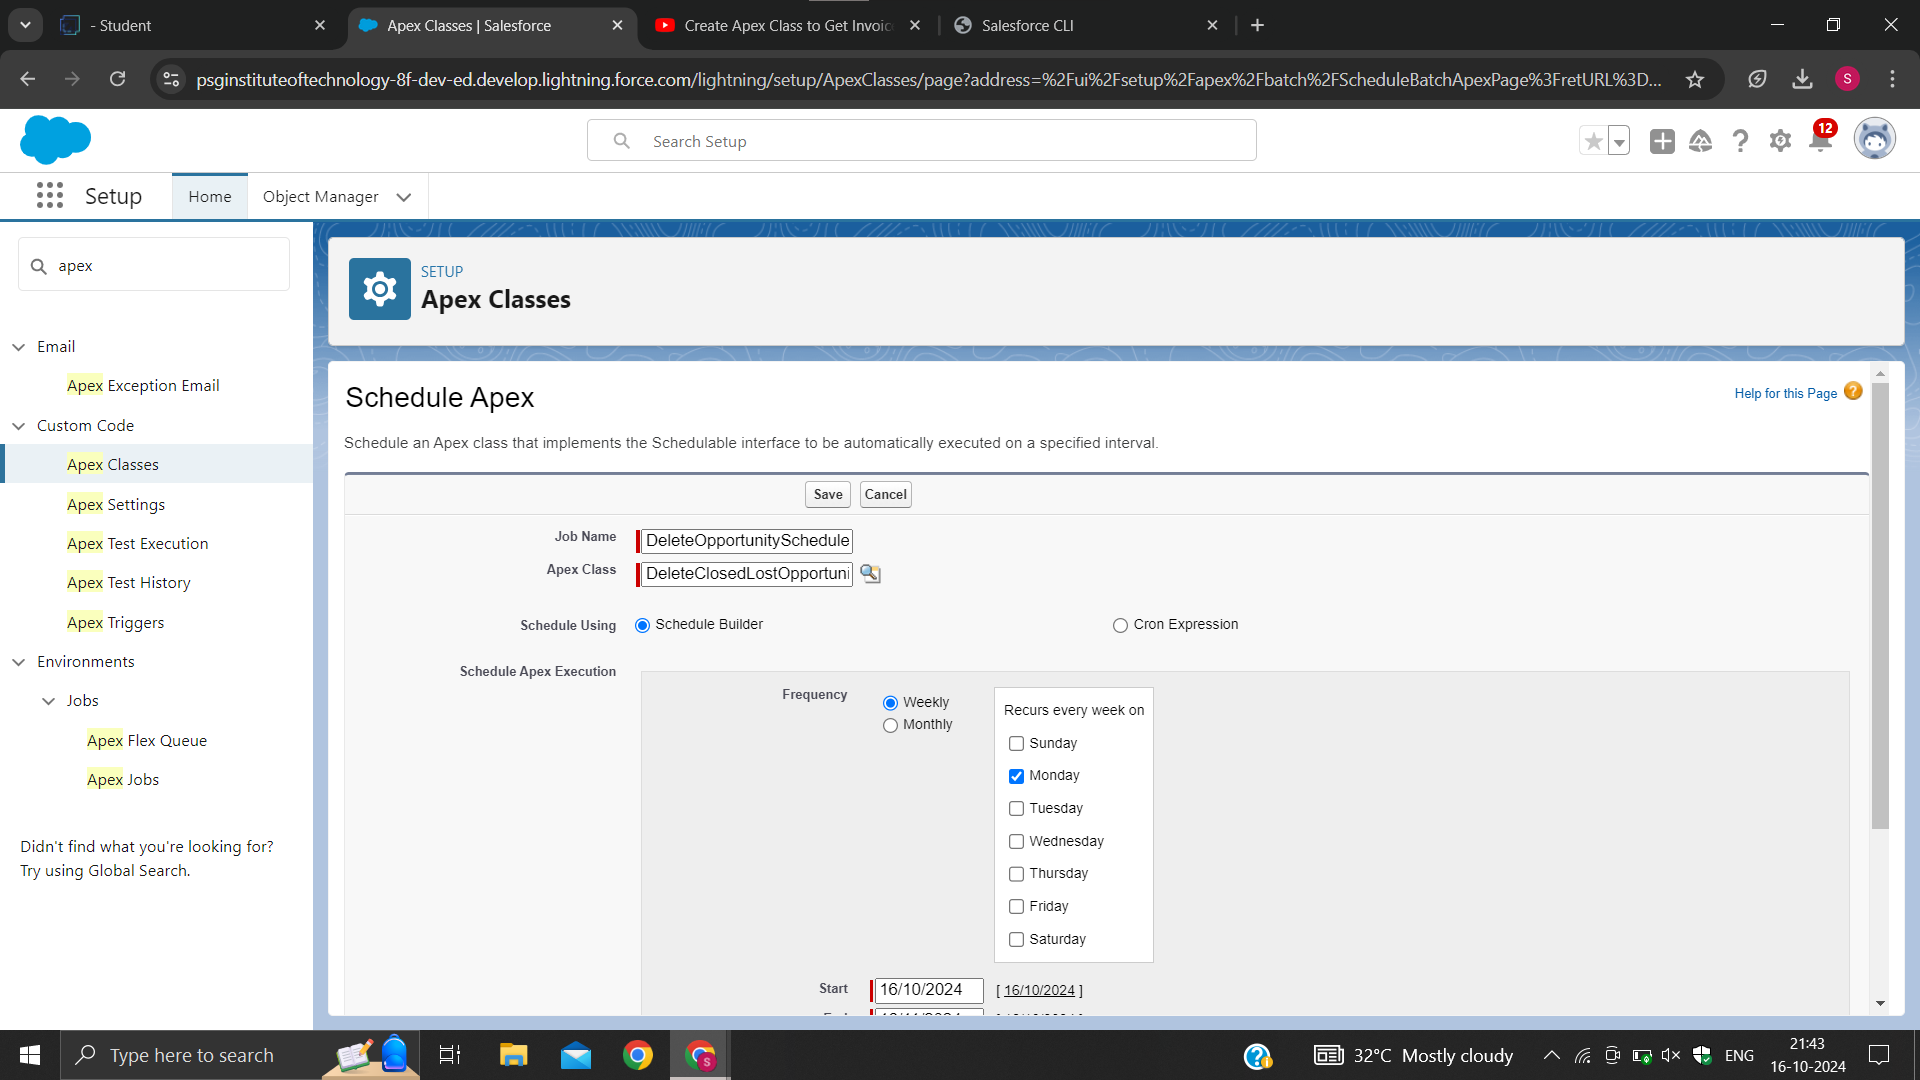 - Student
Apex Classes | Salesforce
Create Apex Class to Get Invoic
Salesforce CLI
psginstituteoftechnology-8f-dev-ed.develop.lightning.force.com/lightning/setup/ApexClasses/page?address=%2Fui%2Fsetup%2Fapex%2Fbatch%2FScheduleBatchApexPage%3FretURL%3D...
S
Search Setup
12
Setup
Home
Object Manager
apex
Email
Apex Exception Email
Custom Code
Apex Classes
Apex Settings
Apex Test Execution
Apex Test History
Apex Triggers
Environments
Jobs
Apex Flex Queue
Apex Jobs
Didn't find what you're looking for?
Try using Global Search.
SETUP
Apex Classes
Schedule Apex
Help for this Page
Schedule an Apex class that implements the Schedulable interface to be automatically executed on a specified interval.
Save Cancel
Job Name DeleteOpportunitySchedule
Apex Class DeleteClosedLostOpportuni
Schedule Using Schedule Builder Cron Expression
Schedule Apex Execution
Frequency Weekly
Monthly
Recurs every week on
Sunday
Monday
Tuesday
Wednesday
Thursday
Friday
Saturday
Start 16/10/2024 [ 16/10/2024 ]
Type here to search
32°C Mostly cloudy
ENG
21:43
16-10-2024